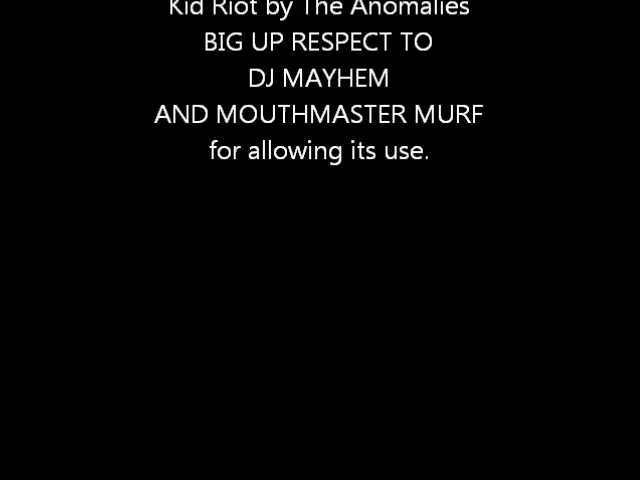 Kid Riot by The Anomalies
BIG UP RESPECT TO
DJ MAYHEM
AND MOUTHMASTER MURF
for allowing its use.